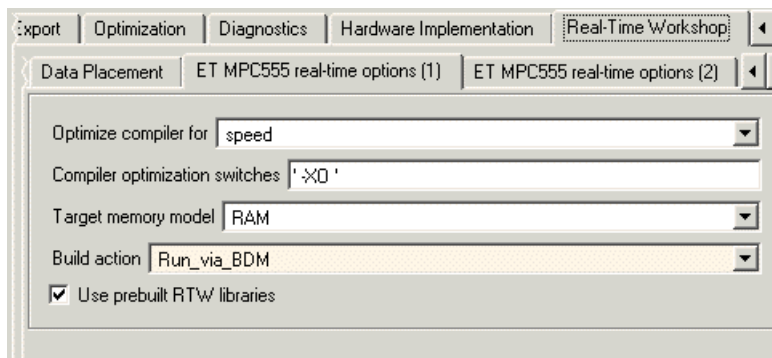 Export Optimization Diagnostics Hardware Implementation Real-Time Workshop
Data Placement ET MPC555 real-time options (1) ET MPC555 real-time options (2)
Optimize compiler for speed
Compiler optimization switches '-XO '
Target memory model RAM
Build action Run_via_BDM
Use prebuilt RTW libraries